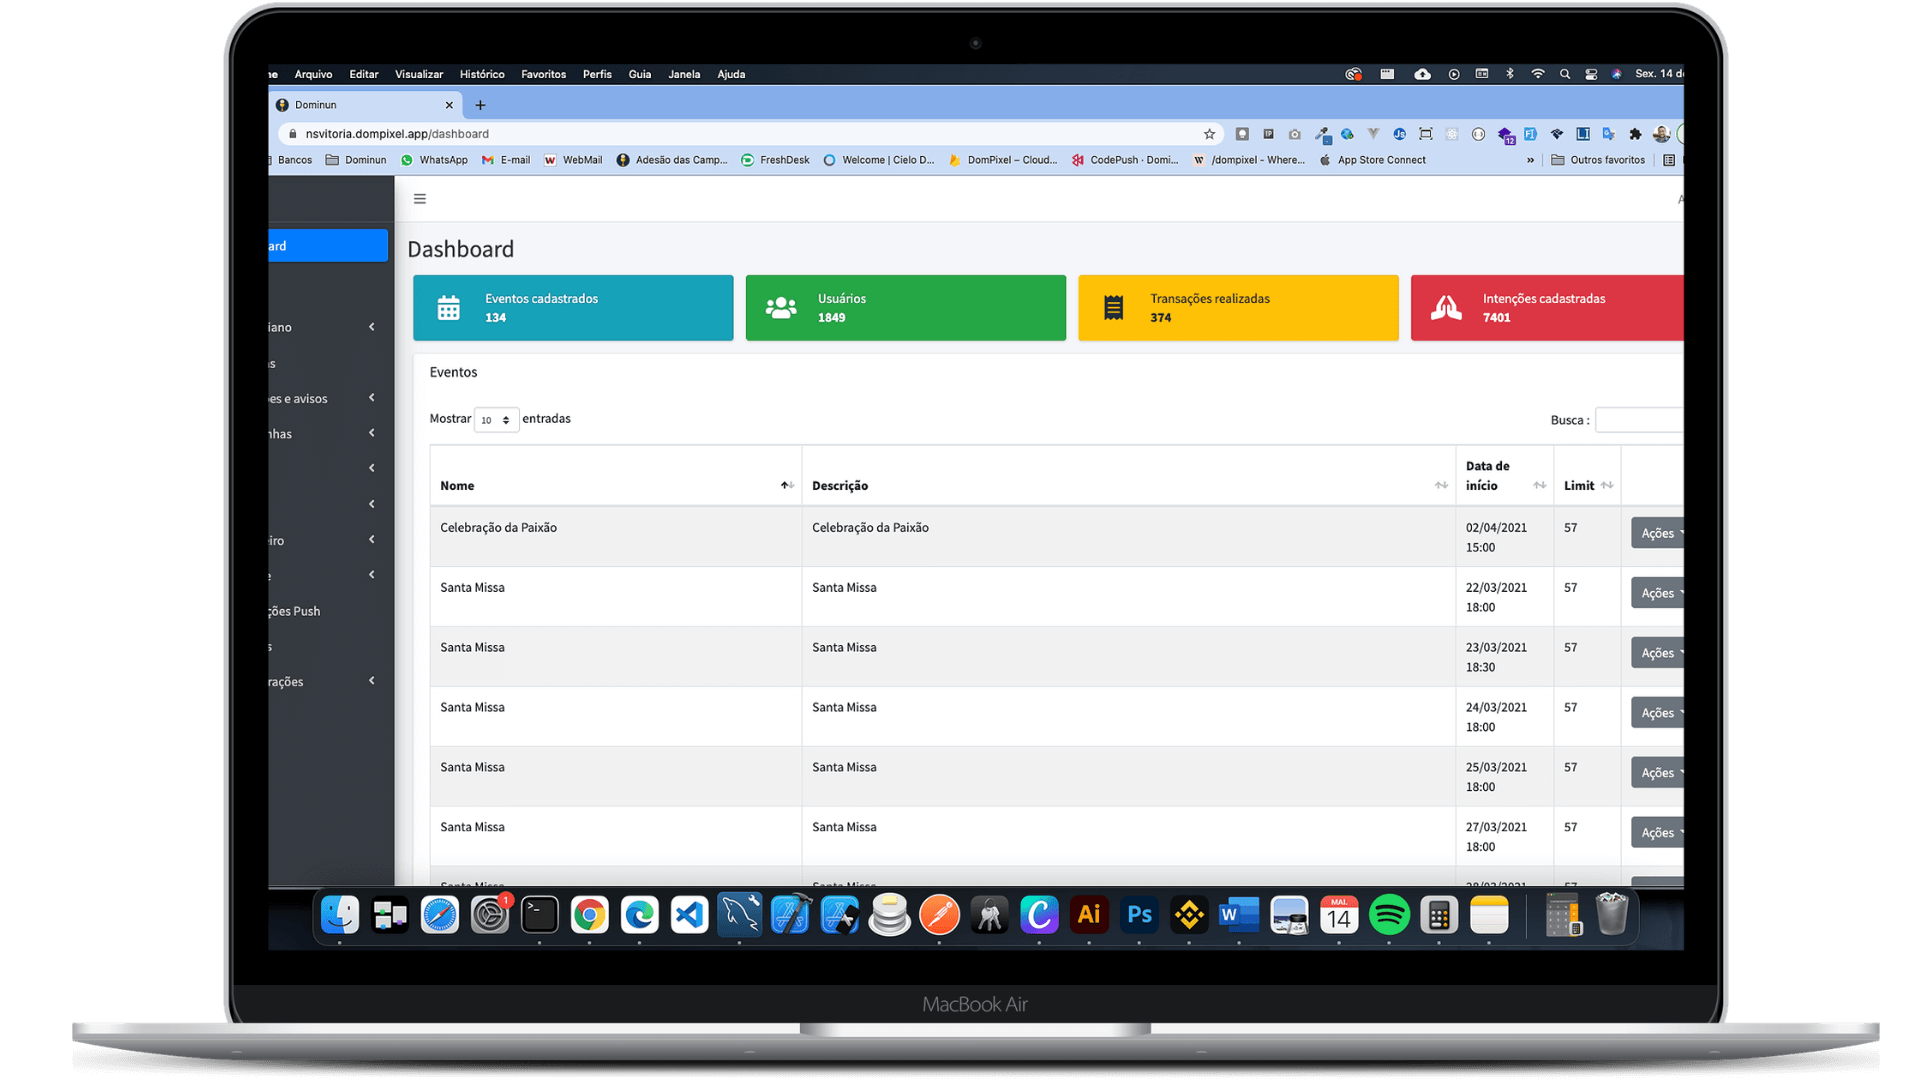 Arquivo Editar Visualizar Histórico Favoritos Perfis Guia Janela Ajuda Sex. 14
Dominun
nsvitoria.dompixel.app/dashboard
Bancos Dominun WhatsApp E-mail WebMail Adesão das Camp... FreshDesk Welcome | Cielo D... DomPixel – Cloud... CodePush · Domi... /dompixel - Where... App Store Connect » Outros favoritos
ard
iano
es e avisos
nhas
iro
ções Push
rações
Dashboard
Eventos cadastrados
134
Usuários
1849
Transações realizadas
374
Intenções cadastradas
7401
Eventos
Mostrar 10 entradas
Busca :
Nome Descrição Data de início Limit
Celebração da Paixão Celebração da Paixão 02/04/2021 15:00 57 Ações
Santa Missa Santa Missa 22/03/2021 18:00 57 Ações
Santa Missa Santa Missa 23/03/2021 18:30 57 Ações
Santa Missa Santa Missa 24/03/2021 18:00 57 Ações
Santa Missa Santa Missa 25/03/2021 18:00 57 Ações
Santa Missa Santa Missa 27/03/2021 18:00 57 Ações
1 Ai Ps W MAI. 14
MacBook Air